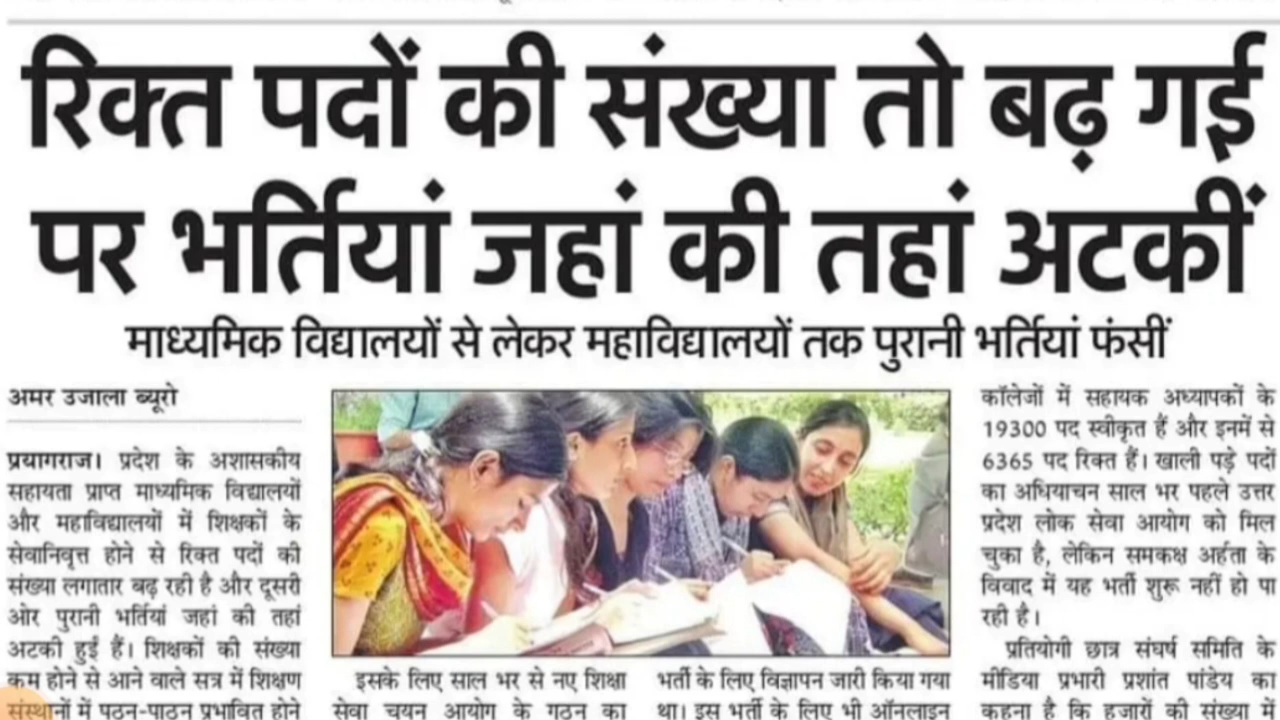 रिक्त पदों की संख्या तो बढ़ गई
पर भर्तियां जहां की तहां अटकीं
माध्यमिक विद्यालयों से लेकर महाविद्यालयों तक पुरानी भर्तियां फंसीं
अमर उजाला ब्यूरो
प्रयागराज। प्रदेश के अशासकीय
सहायता प्राप्त माध्यमिक विद्यालयों
और महाविद्यालयों में शिक्षकों के
सेवानिवृत्त होने से रिक्त पदों की
संख्या लगातार बढ़ रही है और दूसरी
ओर पुरानी भर्तियां जहां की तहां
अटकी हुई हैं। शिक्षकों की संख्या
कम होने से आने वाले सत्र में शिक्षण
संस्थानों में पठन-पाठन प्रभावित होने
इसके लिए साल भर से नए शिक्षा
सेवा चयन आयोग के गठन का
भर्ती के लिए विज्ञापन जारी किया गया
था। इस भर्ती के लिए भी ऑनलाइन
कॉलेजों में सहायक अध्यापकों के
19300 पद स्वीकृत हैं और इनमें से
6365 पद रिक्त हैं। खाली पड़े पदों
का अधियाचन साल भर पहले उत्तर
प्रदेश लोक सेवा आयोग को मिल
चुका है, लेकिन समकक्ष अर्हता के
विवाद में यह भर्ती शुरू नहीं हो पा
रही है।
प्रतियोगी छात्र संघर्ष समिति के
मीडिया प्रभारी प्रशांत पांडेय का
कहना है कि हजारों की संख्या में